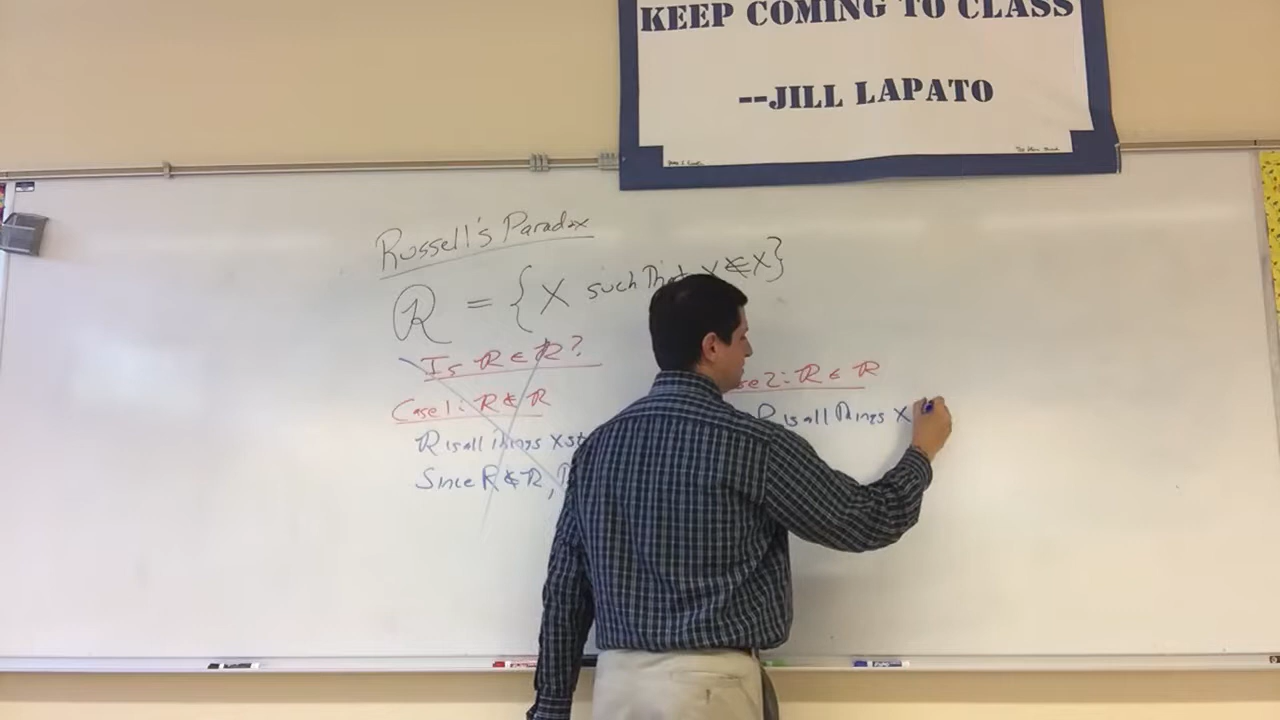 KEEP COMING TO CLASS
--JILL LAPATO
Russell's Paradox
R = { X such that X ∉ X }
Is R ∈ R?
Case 1: R ∉ R
R is all things X st
Since R ∉ R,
se 2: R ∈ R
R is all things X